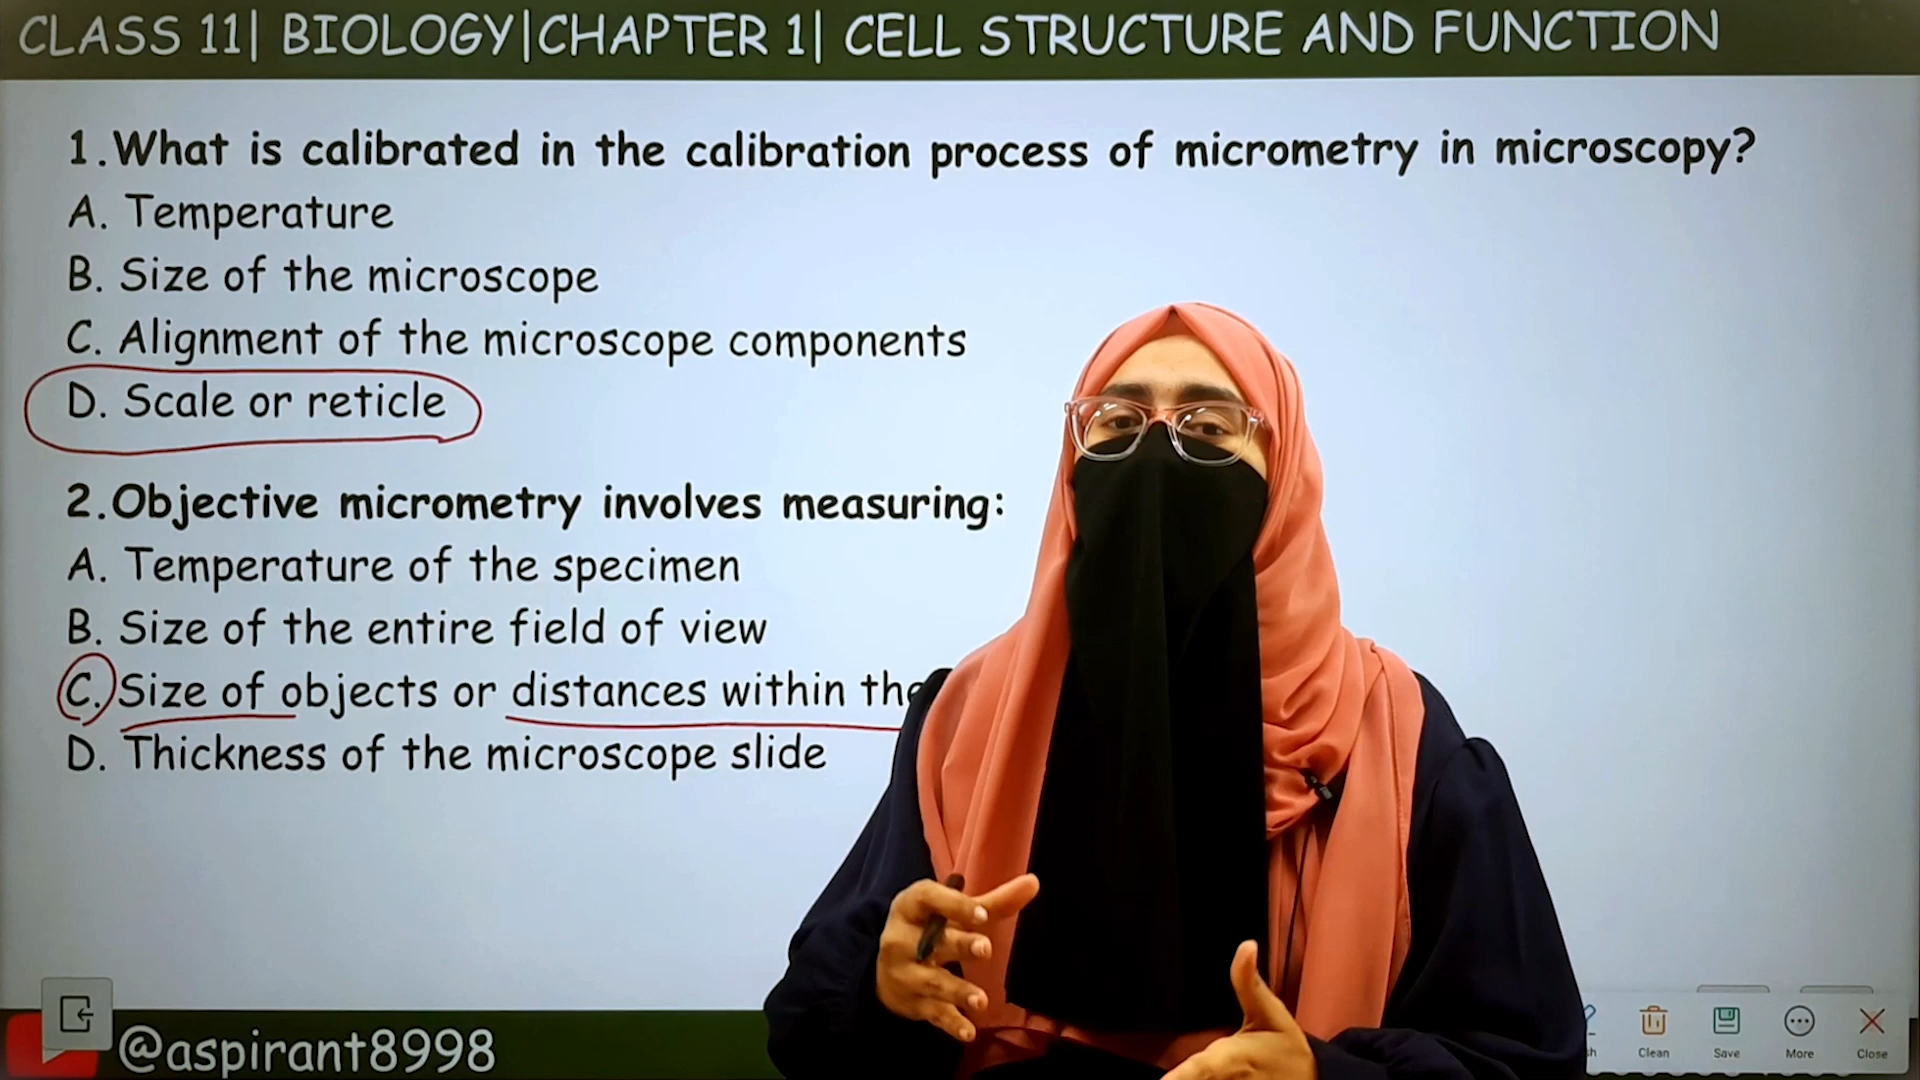 CLASS 11| BIOLOGY|CHAPTER 1| CELL STRUCTURE AND FUNCTION
1.What is calibrated in the calibration process of micrometry in microscopy?
A. Temperature
B. Size of the microscope
C. Alignment of the microscope components
D. Scale or reticle
2.Objective micrometry involves measuring:
A. Temperature of the specimen
B. Size of the entire field of view
C. Size of objects or distances within the
D. Thickness of the microscope slide
@aspirant8998
Clean Save More Close